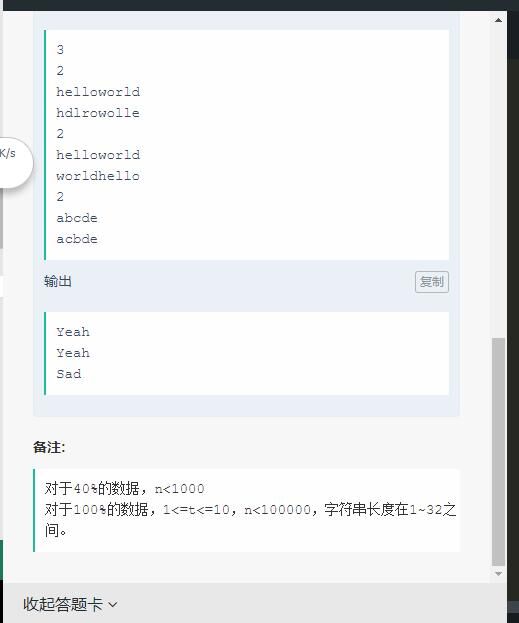 3
2
helloworld
hdlrowolle
2
helloworld
worldhello
2
abcde
acbde
K/s
输出
复制
Yeah
Yeah
Sad
备注:
对于40%的数据，n<1000
对于100%的数据，1<=t<=10，n<100000，字符串长度在1~32之
间。
收起答题卡